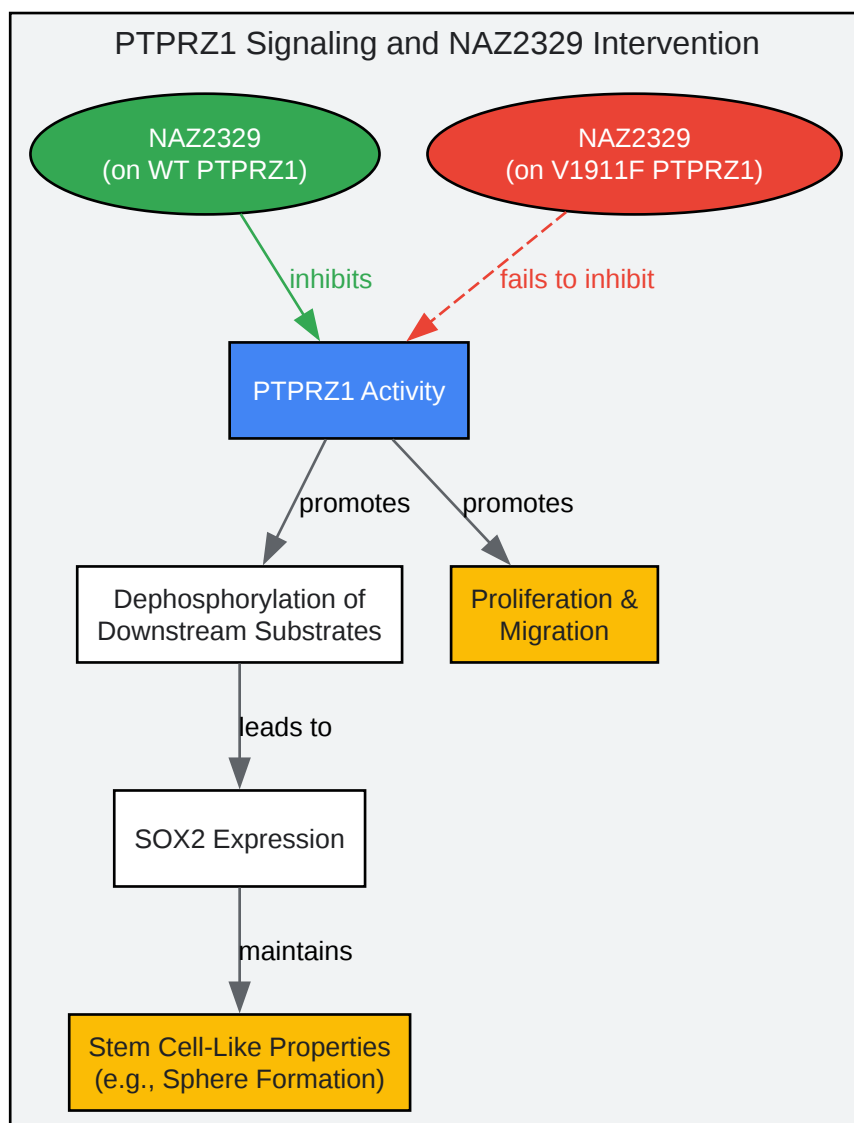 PTPRZ1 Signaling and NAZ2329 Intervention
NAZ2329
(on WT PTPRZ1)
NAZ2329
(on V1911F PTPRZ1)
inhibits
fails to inhibit
PTPRZ1 Activity
promotes
promotes
Dephosphorylation of
Downstream Substrates
Proliferation &
Migration
leads to
SOX2 Expression
maintains
Stem Cell-Like Properties
(e.g., Sphere Formation)